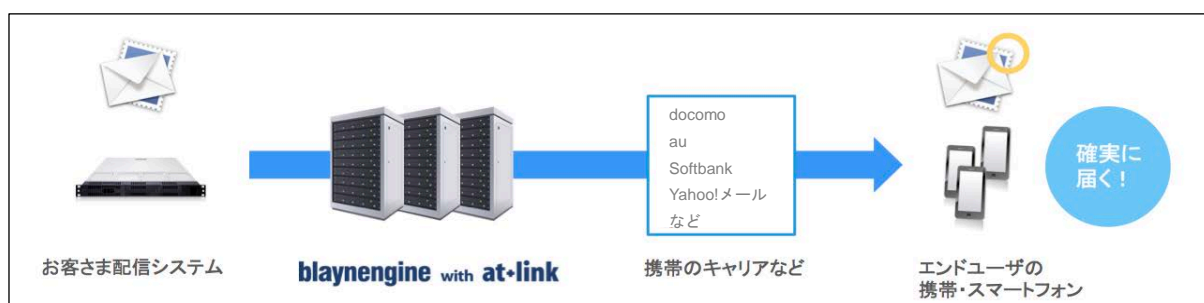 docomo
au
Softbank
Yahoo!メール
など
確実に
届く!
お客さま配信システム
blaynengine with at+link
携帯のキャリアなど
エンドユーザの
携帯・スマートフォン